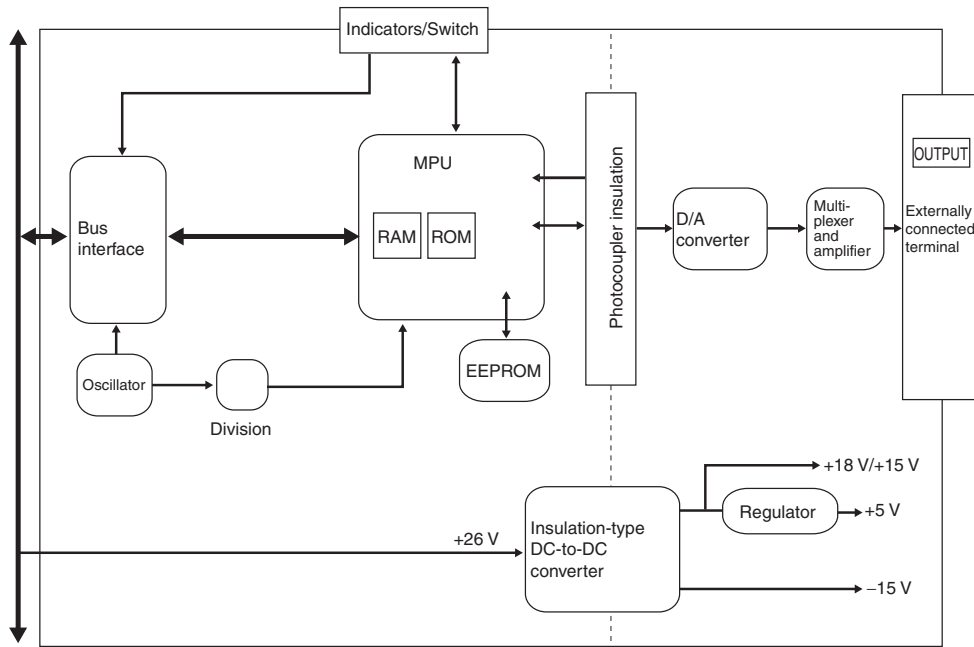 Indicators/Switch
MPU
RAM
ROM
Bus
interface
Photocoupler insulation
D/A
converter
Multi-
plexer
and
amplifier
OUTPUT
Externally
connected
terminal
Oscillator
Division
EEPROM
+26 V
Insulation-type
DC-to-DC
converter
+18 V/+15 V
Regulator
+5 V
−15 V